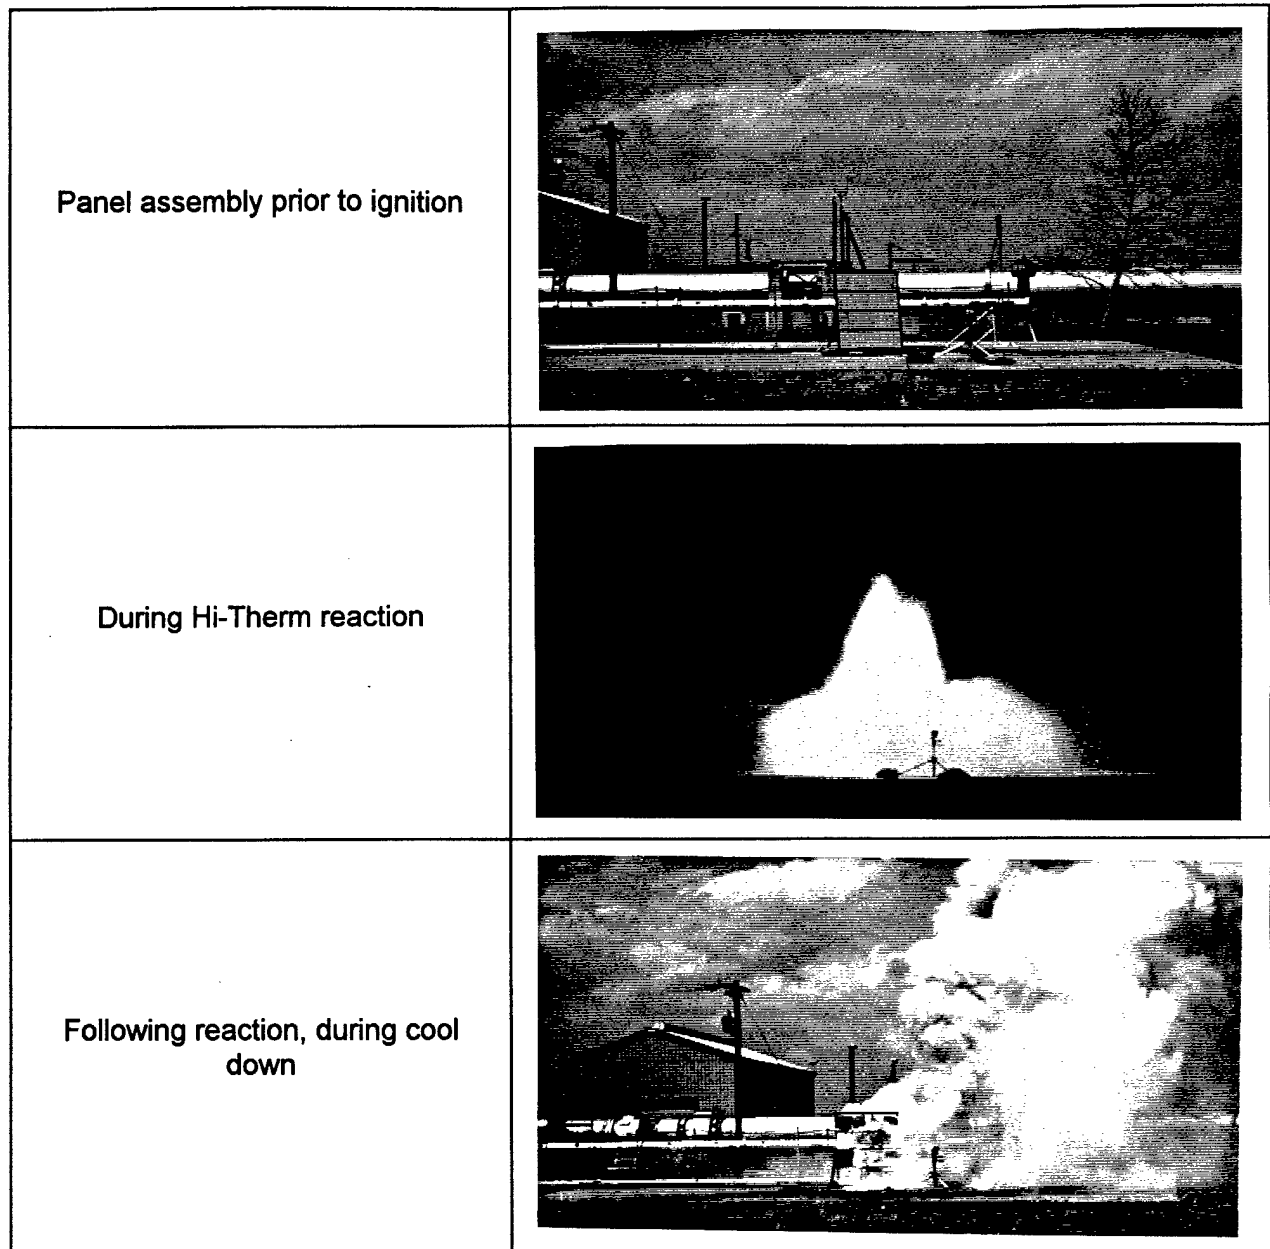 Panel assembly prior to ignition
During Hi-Therm reaction
Following reaction, during cool
down